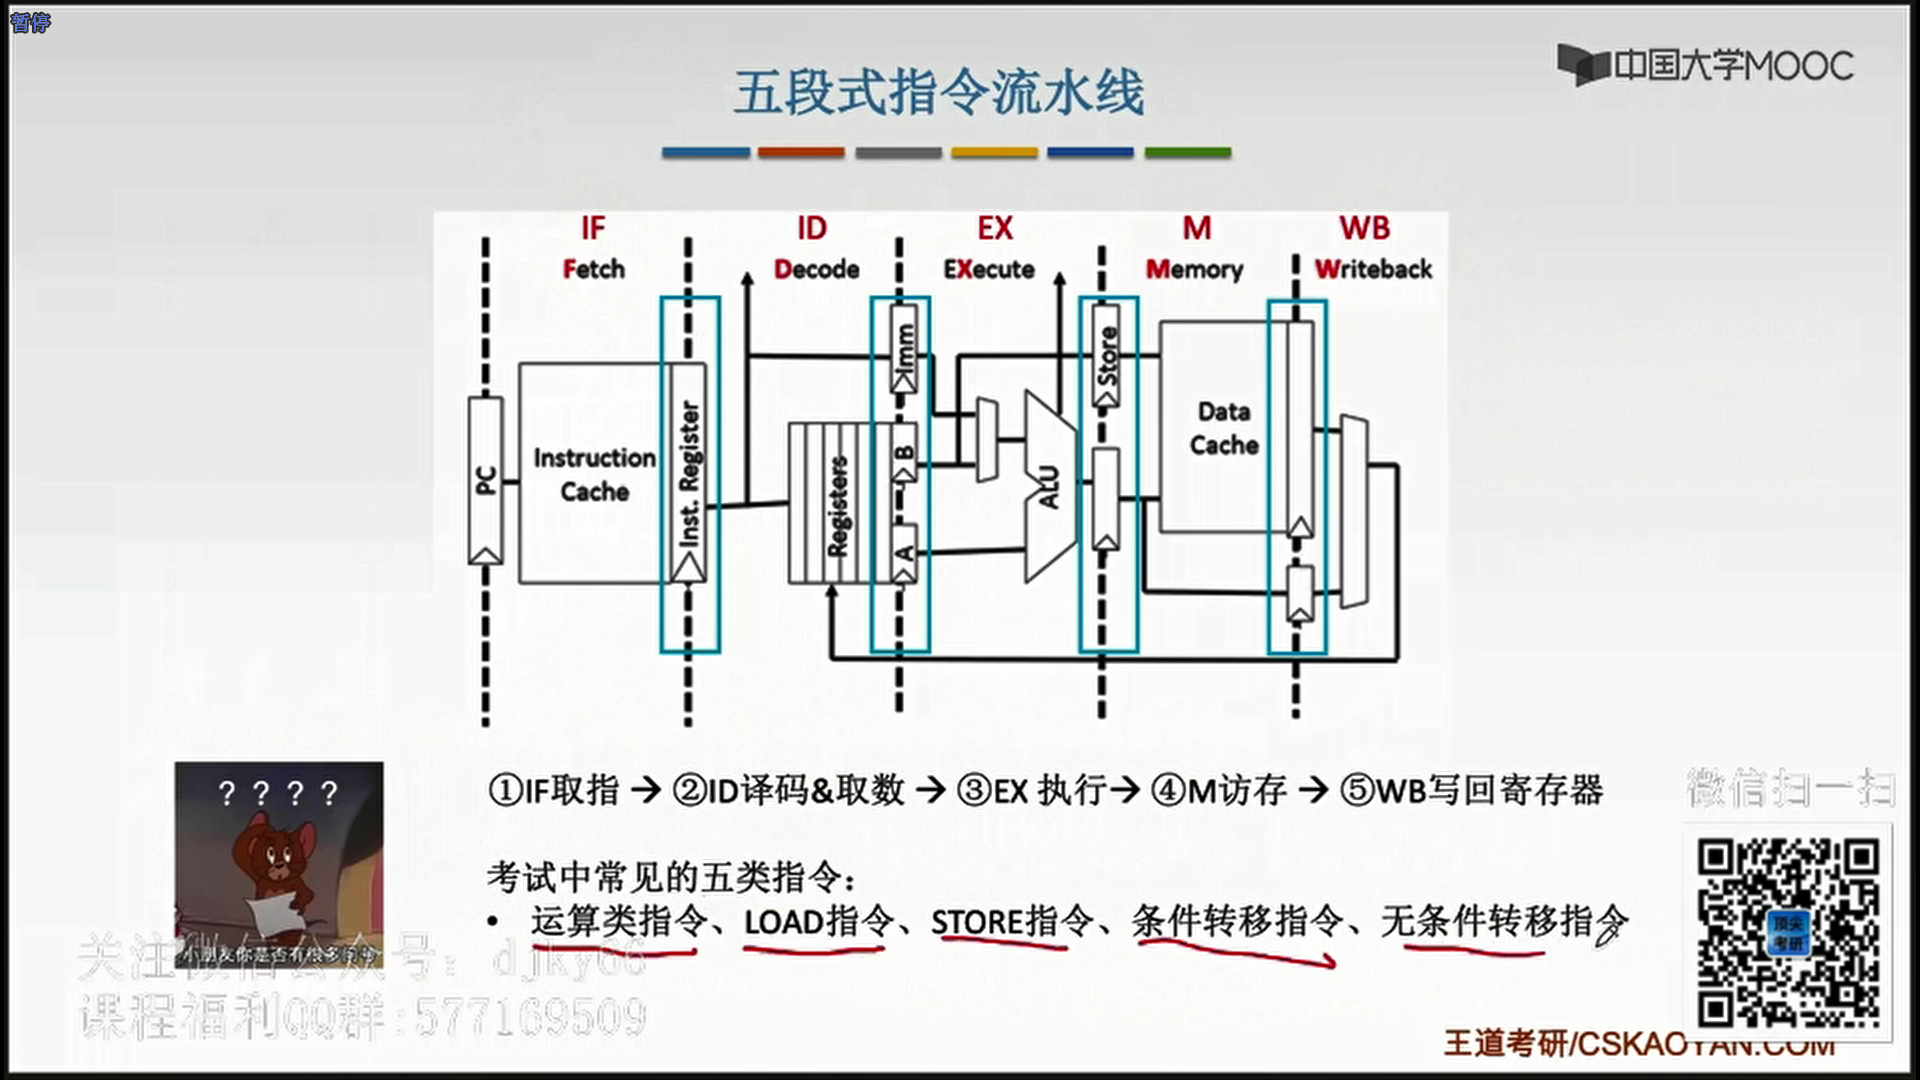 暂停
中国大学MOOC
五段式指令流水线
IF ID EX M WB
Fetch Decode EXecute Memory Writeback
PC
Instruction Cache
Inst. Register
Registers
Imm
B
A
ALU
Store
Data Cache
①IF取指 → ②ID译码&取数 → ③EX 执行→ ④M访存 → ⑤WB写回寄存器
考试中常见的五类指令：
• 运算类指令、LOAD指令、STORE指令、条件转移指令、无条件转移指令
? ? ? ?
小朋友你是否有很多问号
关注微信公众号：djky66
课程福利QQ群:577169509
微信扫一扫
顶尖
考研
王道考研/CSKAOYAN.COM